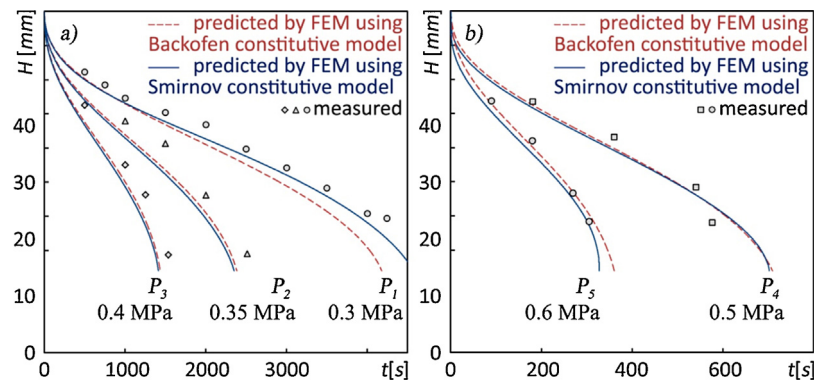 a)
predicted by FEM using
Backofen constitutive model
predicted by FEM using
Smirnov constitutive model
measured
H [mm]
40
30
20
10
0
P3 P2 P1
0.4 MPa 0.35 MPa 0.3 MPa
0 1000 2000 3000 t[s]
b)
predicted by FEM using
Backofen constitutive model
predicted by FEM using
Smirnov constitutive model
measured
H [mm]
40
30
20
10
0
P5 P4
0.6 MPa 0.5 MPa
0 200 400 600 t[s]